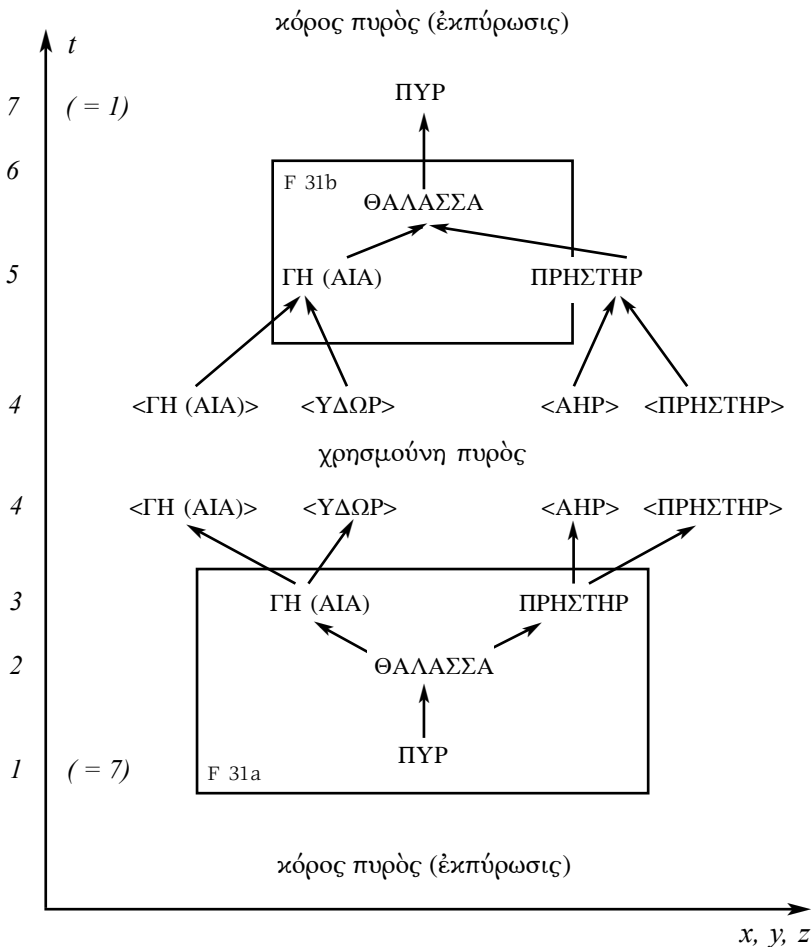 κόρος πυρὸς (ἐκπύρωσις)
t
7 ( = 1) ΠΥΡ
6
F 31b
ΘΑΛΑΣΣΑ
5 ΓΗ (ΑΙΑ) ΠΡΗΣΤΗΡ
4 <ΓΗ (ΑΙΑ)> <ΥΔΩΡ> <ΑΗΡ> <ΠΡΗΣΤΗΡ>
χρησμούνη πυρὸς
4 <ΓΗ (ΑΙΑ)> <ΥΔΩΡ> <ΑΗΡ> <ΠΡΗΣΤΗΡ>
3 ΓΗ (ΑΙΑ) ΠΡΗΣΤΗΡ
2 ΘΑΛΑΣΣΑ
ΠΥΡ
1 ( = 7) F 31a
κόρος πυρὸς (ἐκπύρωσις)
x, y, z